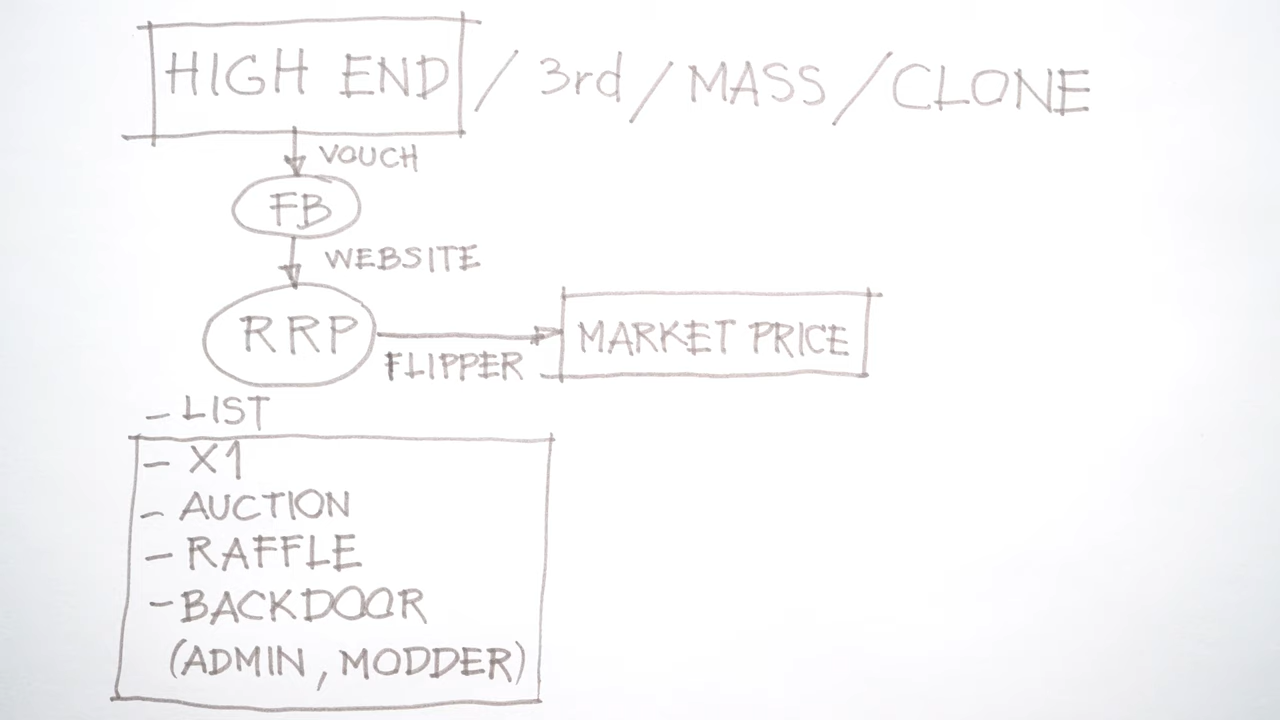 HIGH END / 3rd / MASS / CLONE
VOUCH
FB
WEBSITE
RRP
MARKET PRICE
FLIPPER
- LIST
- X1
- AUCTION
- RAFFLE
- BACKDOOR
(ADMIN, MODDER)